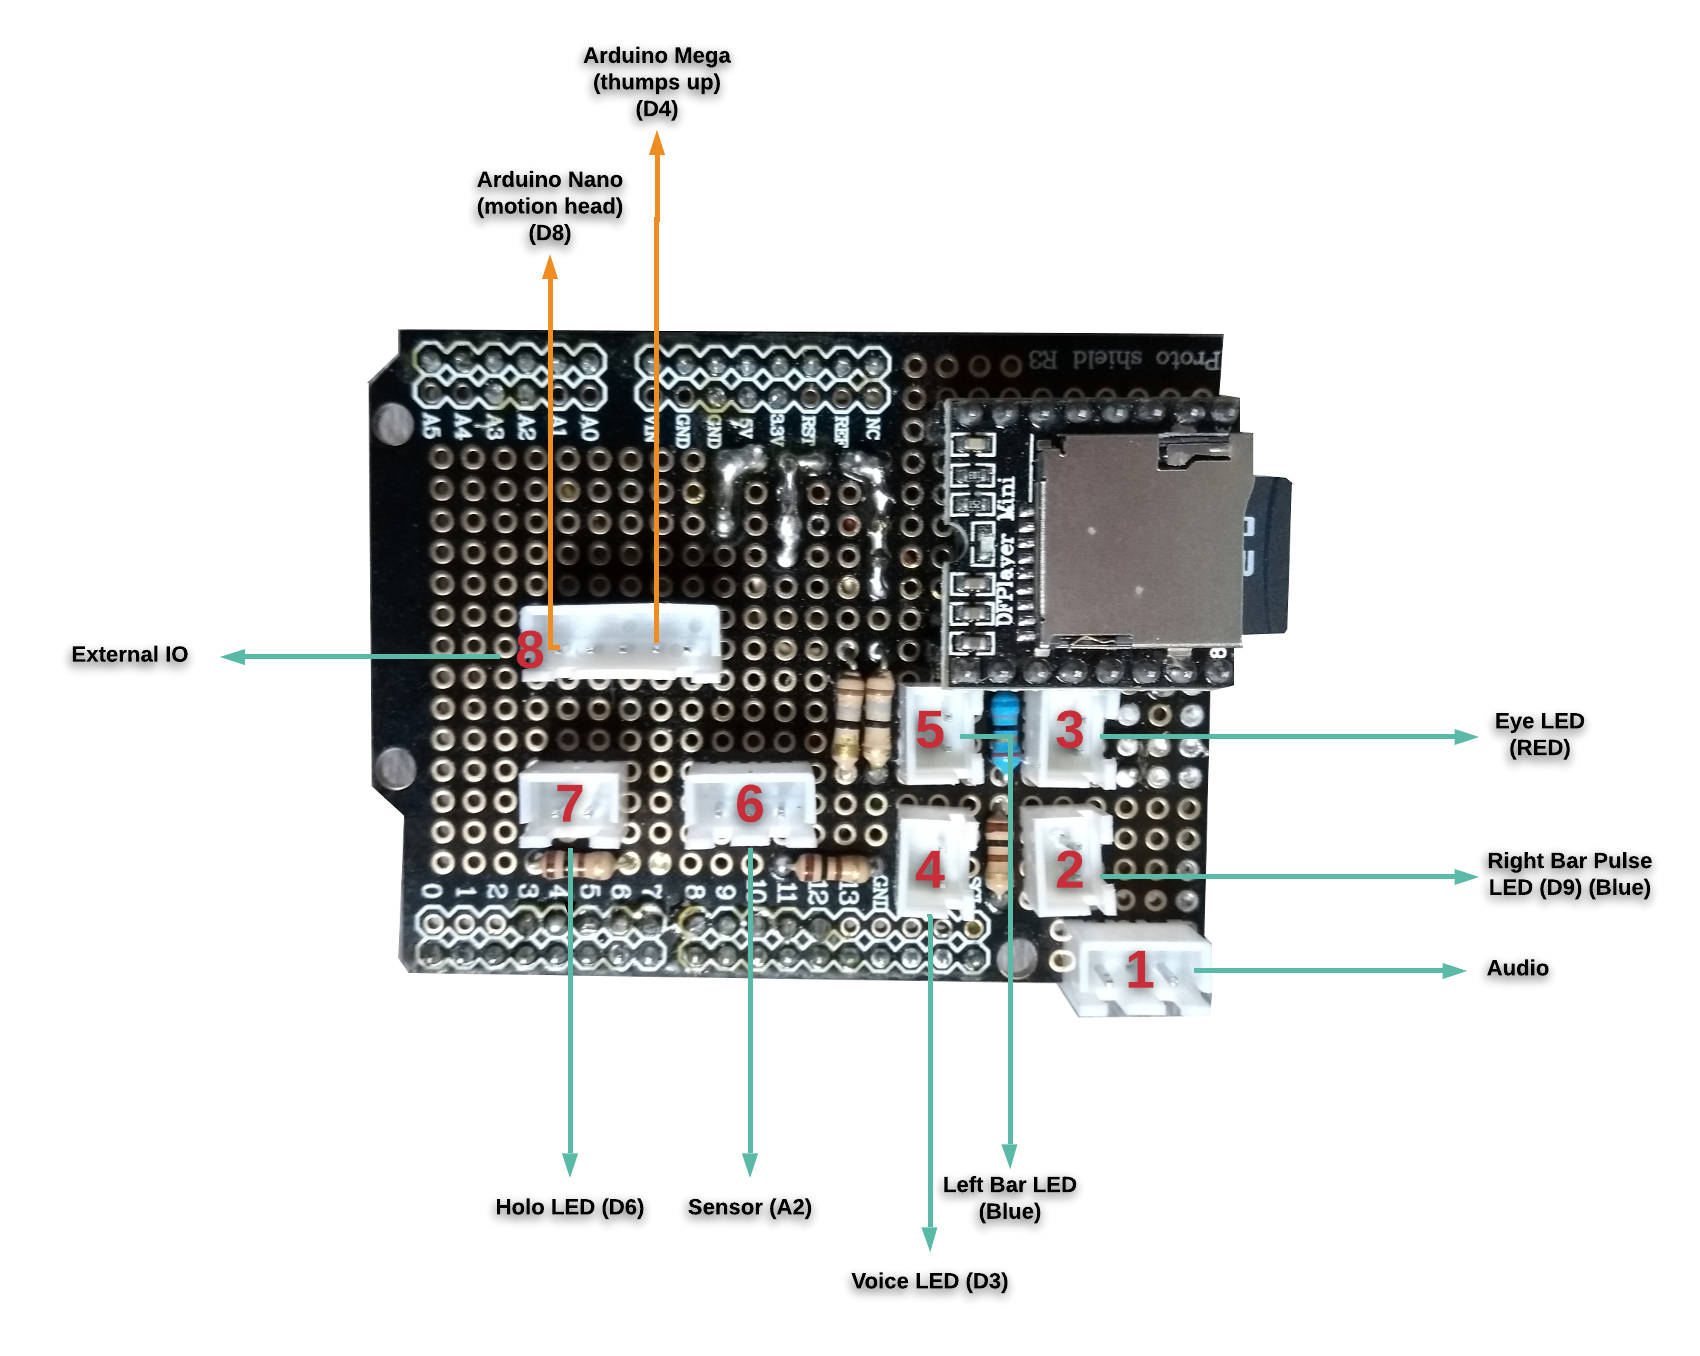 Arduino Mega
(thumps up)
(D4)
Arduino Nano
(motion head)
(D8)
Proto shield R3
A5
A4
A3
A2
A1
A0
VIN
GND
GND
5V
3.3V
RST
REF
NC
DFPlayer Mini
8
External IO
8
5
3
Eye LED
(RED)
7
6
4
2
Right Bar Pulse
LED (D9) (Blue)
0
1
2
3
4
5
6
7
8
9
10
11
12
13
GND
1
Audio
Holo LED (D6)
Sensor (A2)
Left Bar LED
(Blue)
Voice LED (D3)